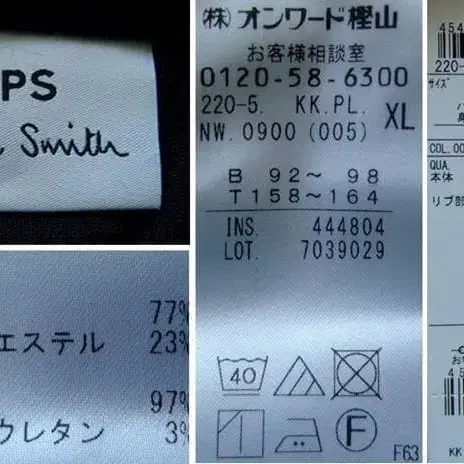 PS
Smith
77%
エステル 23%
97%
ウレタン 3%
(株)オンワード樫山
お客様相談室
0120-58-6300
220-5. KK.PL. XL
NW. 0900 (005)
B 92～ 98
T 158～164
INS. 444804
LOT. 7039029
40
F
F63
454
220-
サイズ
COL.00
QUA.
本体
リブ部
45
KK